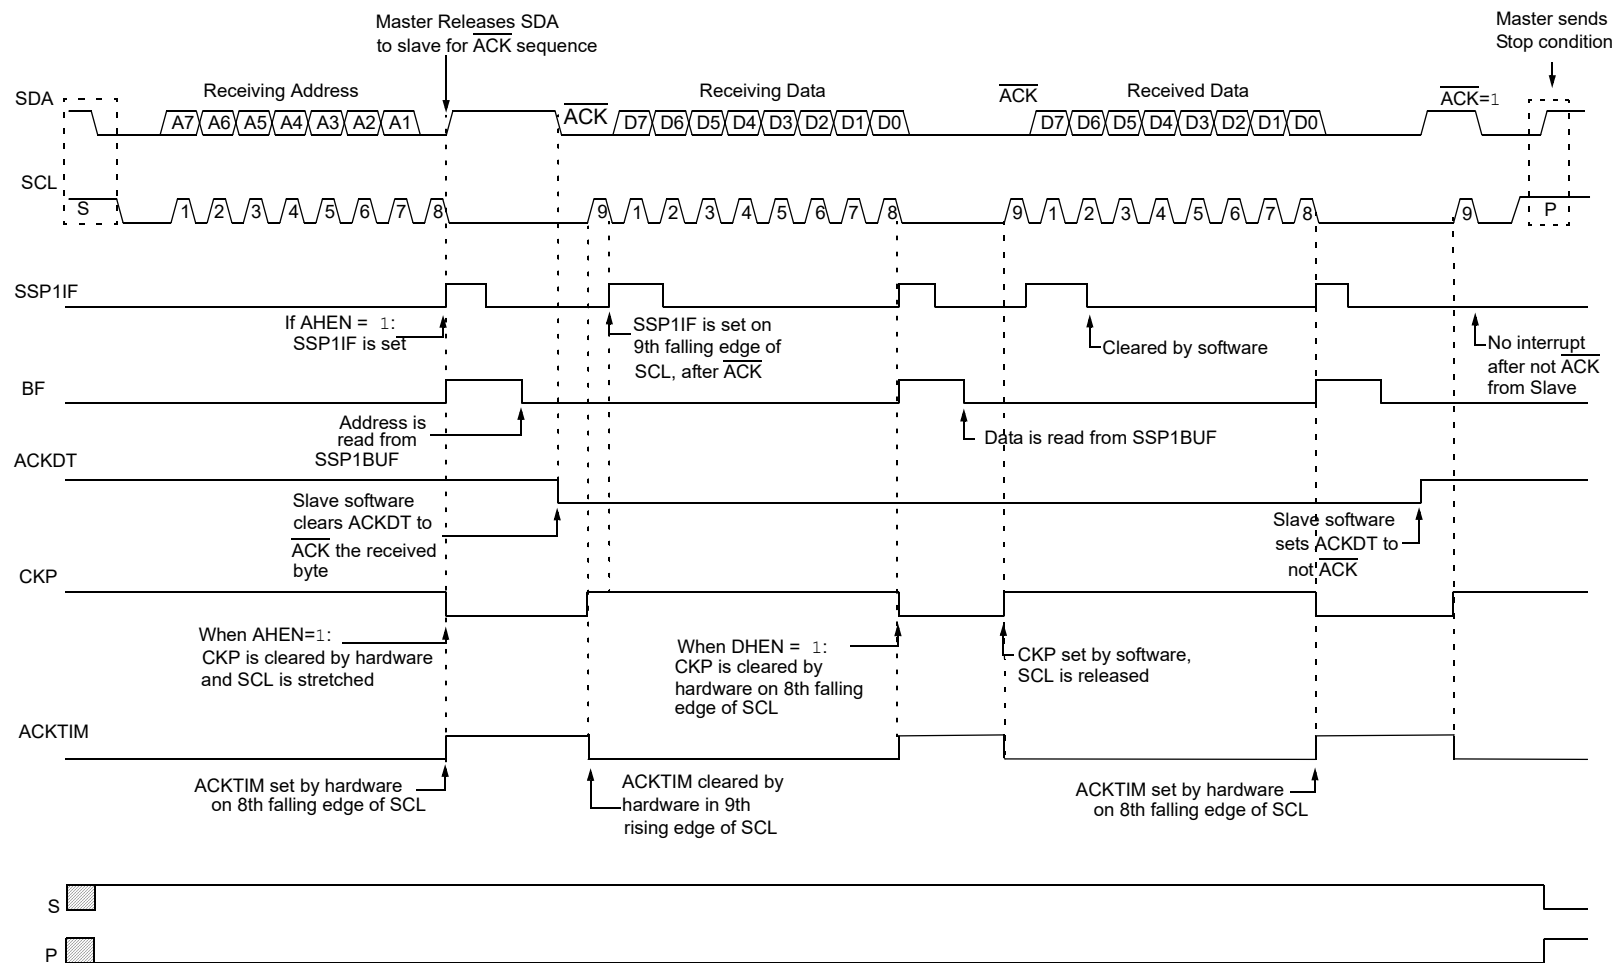 Master Releases SDA
to slave for ACK sequence
Master sends
Stop condition
SDA
Receiving Address
ACK
Receiving Data
ACK
Received Data
ACK=1
A7 A6 A5 A4 A3 A2 A1
D7 D6 D5 D4 D3 D2 D1 D0
D7 D6 D5 D4 D3 D2 D1 D0
SCL
S
1 2 3 4 5 6 7 8
9 1 2 3 4 5 6 7 8
9 1 2 3 4 5 6 7 8
9
P
SSP1IF
If AHEN = 1:
SSP1IF is set
SSP1IF is set on
9th falling edge of
SCL, after ACK
Cleared by software
No interrupt
after not ACK
from Slave
BF
Address is
read from
SSP1BUF
Data is read from SSP1BUF
ACKDT
Slave software
clears ACKDT to
ACK the received
byte
Slave software
sets ACKDT to
not ACK
CKP
When AHEN=1:
CKP is cleared by hardware
and SCL is stretched
When DHEN = 1:
CKP is cleared by
hardware on 8th falling
edge of SCL
CKP set by software,
SCL is released
ACKTIM
ACKTIM set by hardware
on 8th falling edge of SCL
ACKTIM cleared by
hardware in 9th
rising edge of SCL
ACKTIM set by hardware
on 8th falling edge of SCL
S
P